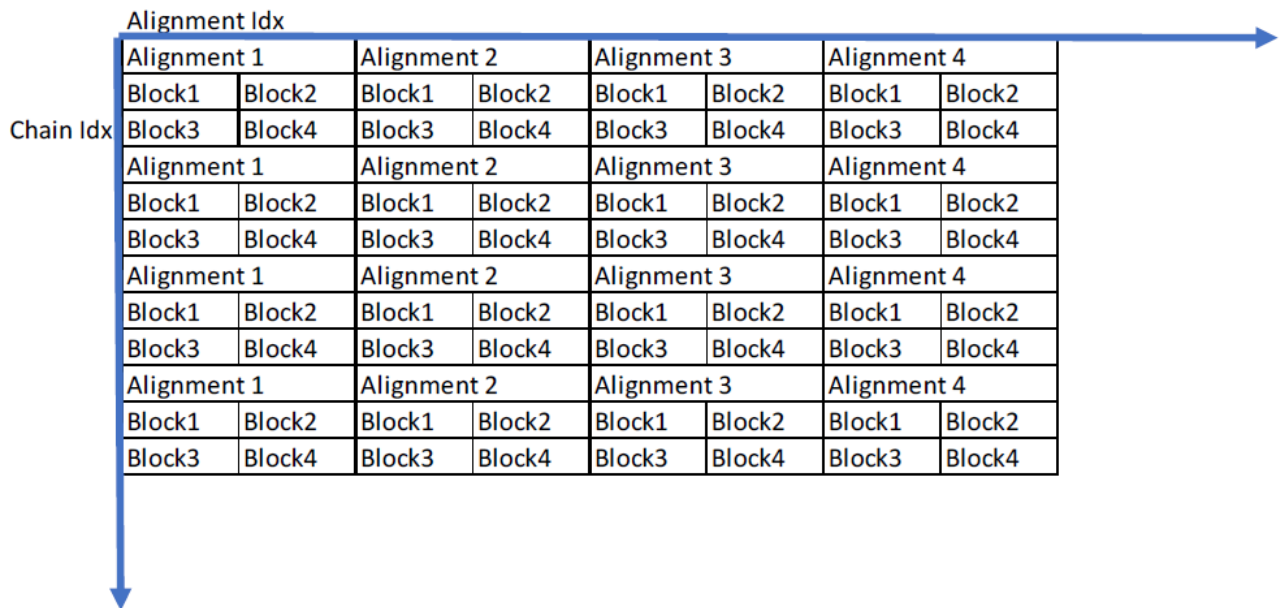 Alignment Idx
Alignment 1 Alignment 2 Alignment 3 Alignment 4
Block1 Block2 Block1 Block2 Block1 Block2 Block1 Block2
Chain Idx Block3 Block4 Block3 Block4 Block3 Block4 Block3 Block4
Alignment 1 Alignment 2 Alignment 3 Alignment 4
Block1 Block2 Block1 Block2 Block1 Block2 Block1 Block2
Block3 Block4 Block3 Block4 Block3 Block4 Block3 Block4
Alignment 1 Alignment 2 Alignment 3 Alignment 4
Block1 Block2 Block1 Block2 Block1 Block2 Block1 Block2
Block3 Block4 Block3 Block4 Block3 Block4 Block3 Block4
Alignment 1 Alignment 2 Alignment 3 Alignment 4
Block1 Block2 Block1 Block2 Block1 Block2 Block1 Block2
Block3 Block4 Block3 Block4 Block3 Block4 Block3 Block4